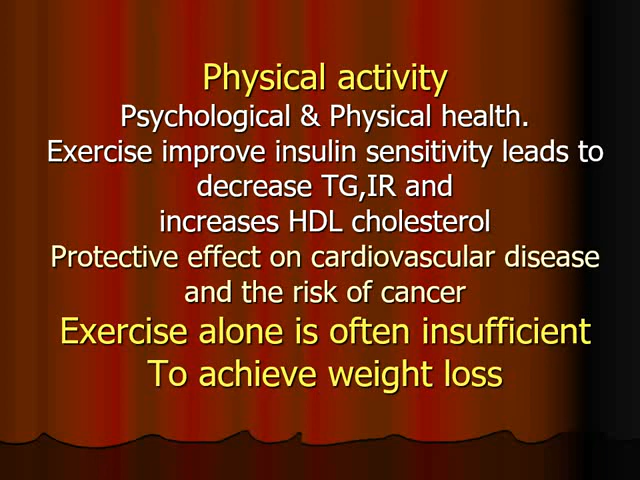 Physical activity
Psychological & Physical health.
Exercise improve insulin sensitivity leads to
decrease TG,IR and
increases HDL cholesterol
Protective effect on cardiovascular disease
and the risk of cancer
Exercise alone is often insufficient
To achieve weight loss